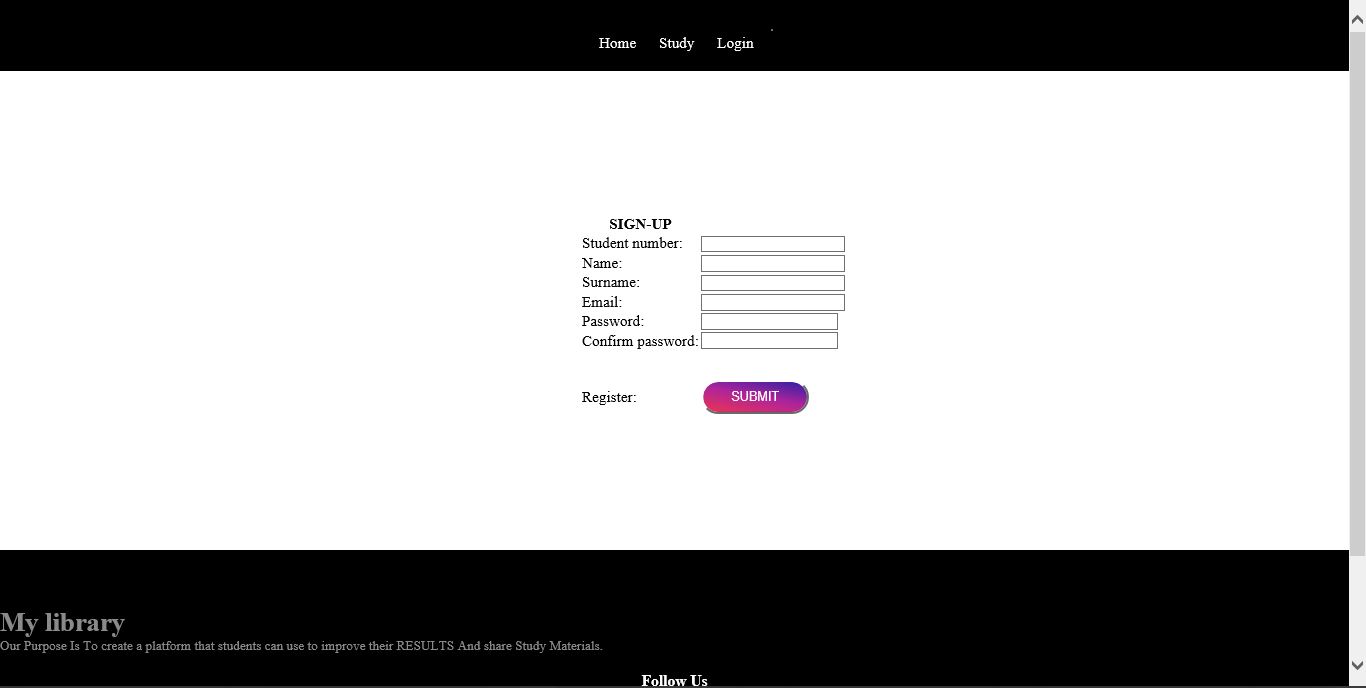 Home Study Login
SIGN-UP
Student number:
Name:
Surname:
Email:
Password:
Confirm password:
Register: SUBMIT
My library
Our Purpose Is To create a platform that students can use to improve their RESULTS And share Study Materials.
Follow Us